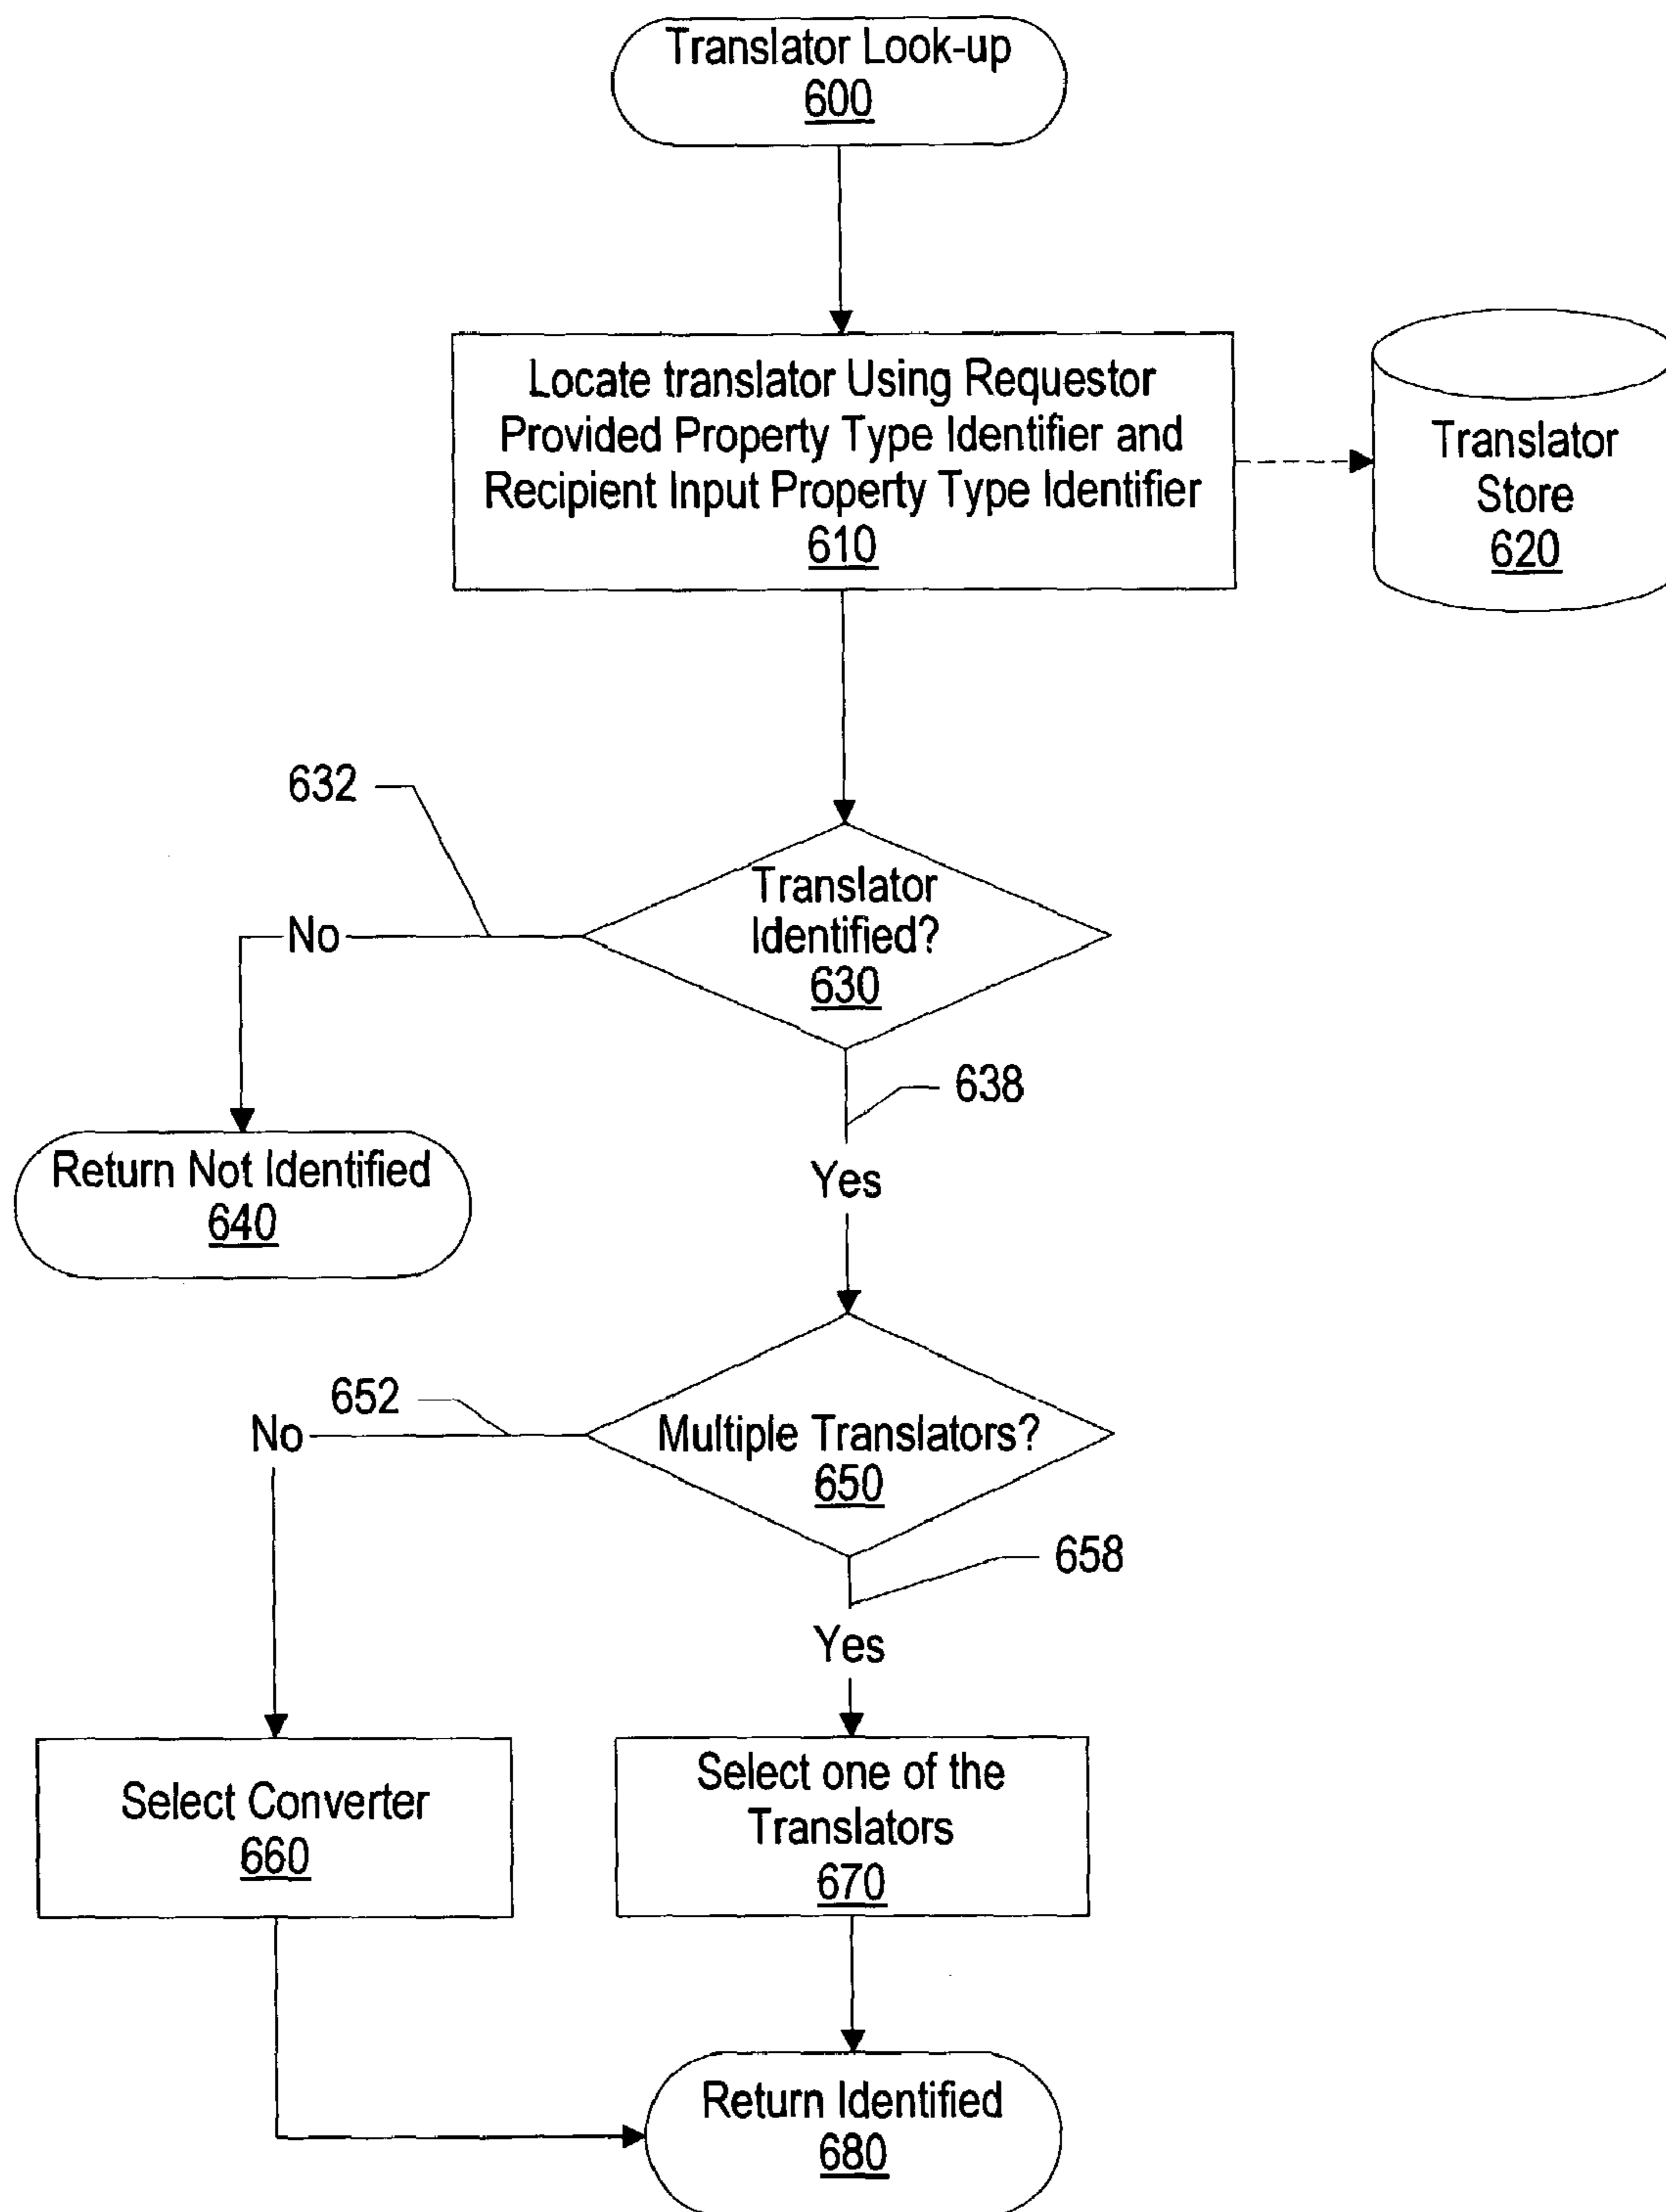 Translator Look-up
600
Locate translator Using Requestor
Provided Property Type Identifier and
Recipient Input Property Type Identifier
610
Translator
Store
620
632
Translator
Identified?
630
No
638
Return Not Identified
640
Yes
652
No
Multiple Translators?
650
658
Yes
Select Converter
660
Select one of the
Translators
670
Return Identified
680